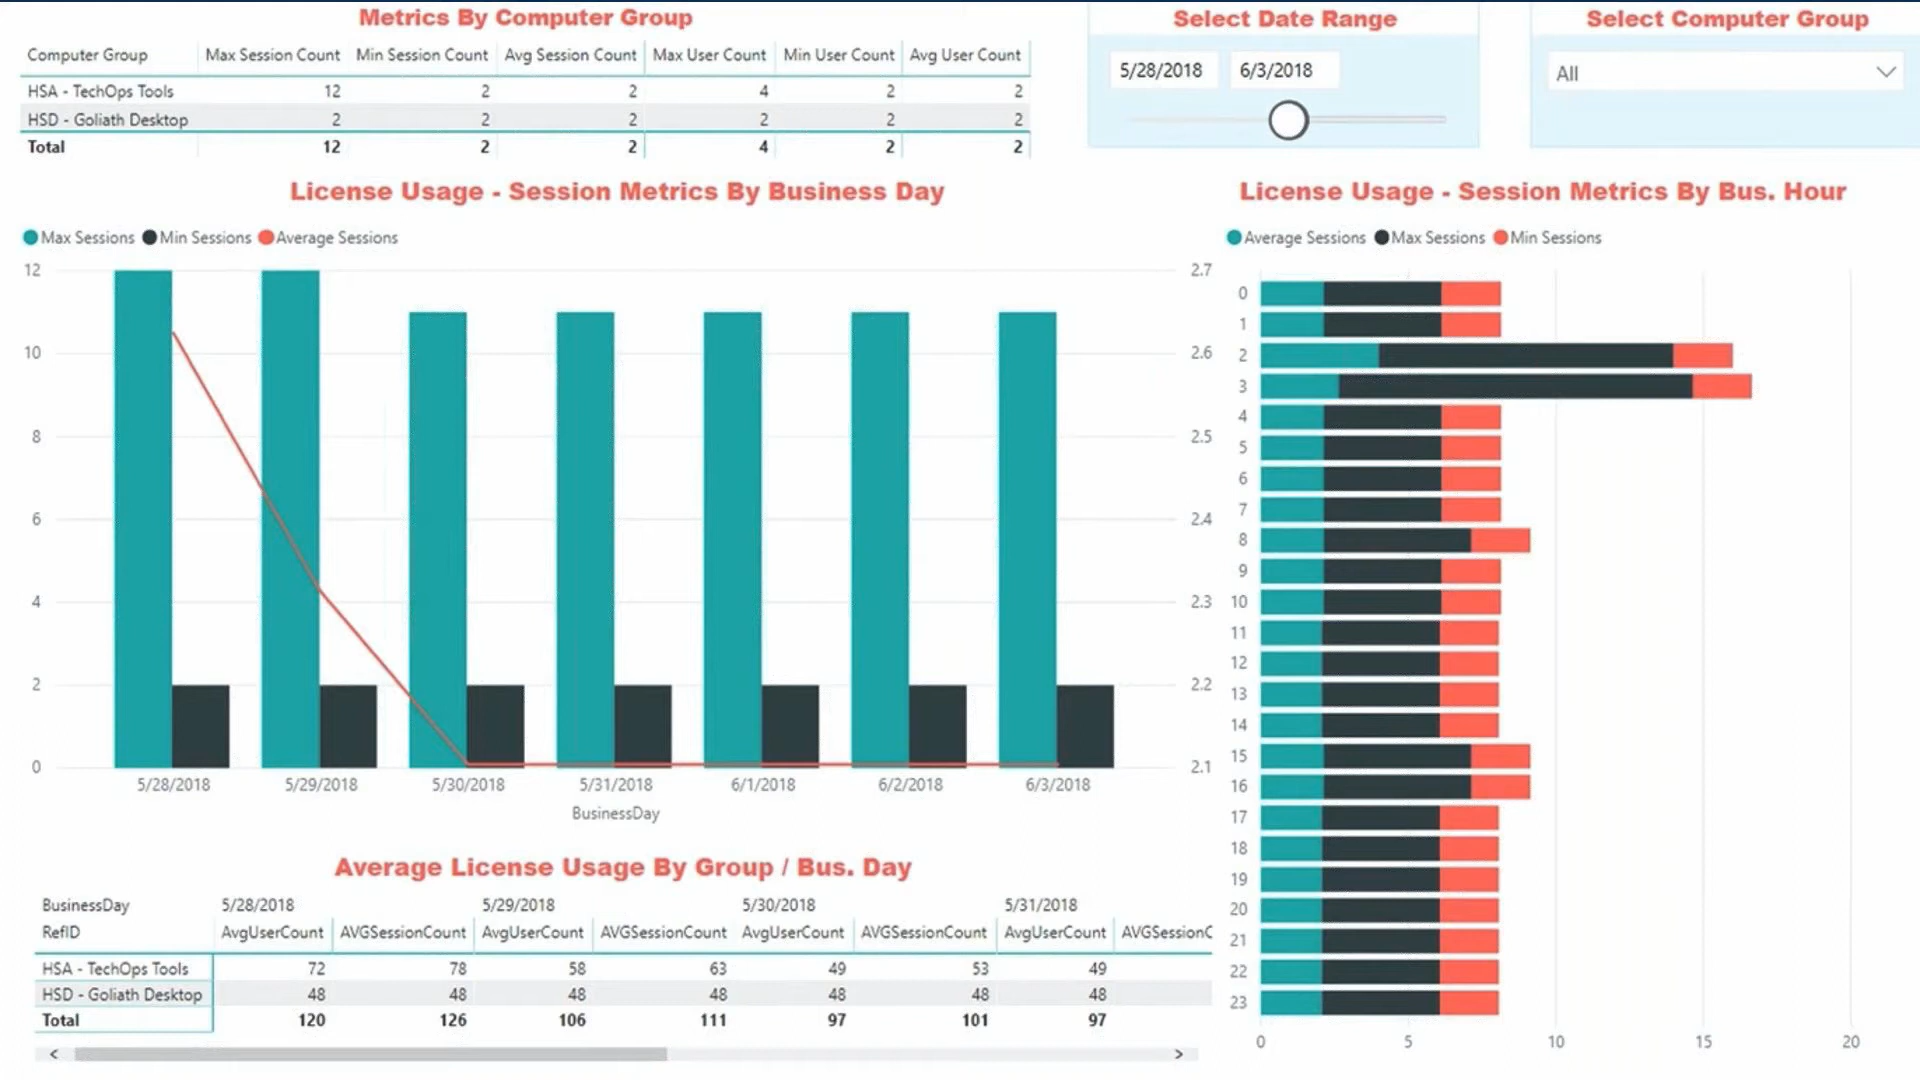 Metrics By Computer Group
Computer Group Max Session Count Min Session Count Avg Session Count Max User Count Min User Count Avg User Count
HSA - TechOps Tools 12 2 2 4 2 2
HSD - Goliath Desktop 2 2 2 2 2 2
Total 12 2 2 4 2 2
Select Date Range
5/28/2018 6/3/2018
Select Computer Group
All
License Usage - Session Metrics By Business Day
Max Sessions Min Sessions Average Sessions
12
10
8
6
4
2
0
2.7
2.6
2.5
2.4
2.3
2.2
2.1
5/28/2018 5/29/2018 5/30/2018 5/31/2018 6/1/2018 6/2/2018 6/3/2018
BusinessDay
License Usage - Session Metrics By Bus. Hour
Average Sessions Max Sessions Min Sessions
0
1
2
3
4
5
6
7
8
9
10
11
12
13
14
15
16
17
18
19
20
21
22
23
0 5 10 15 20
Average License Usage By Group / Bus. Day
BusinessDay 5/28/2018 5/29/2018 5/30/2018 5/31/2018
RefID AvgUserCount AVGSessionCount AvgUserCount AVGSessionCount AvgUserCount AVGSessionCount AvgUserCount AVGSessionC
HSA - TechOps Tools 72 78 58 63 49 53 49
HSD - Goliath Desktop 48 48 48 48 48 48 48
Total 120 126 106 111 97 101 97